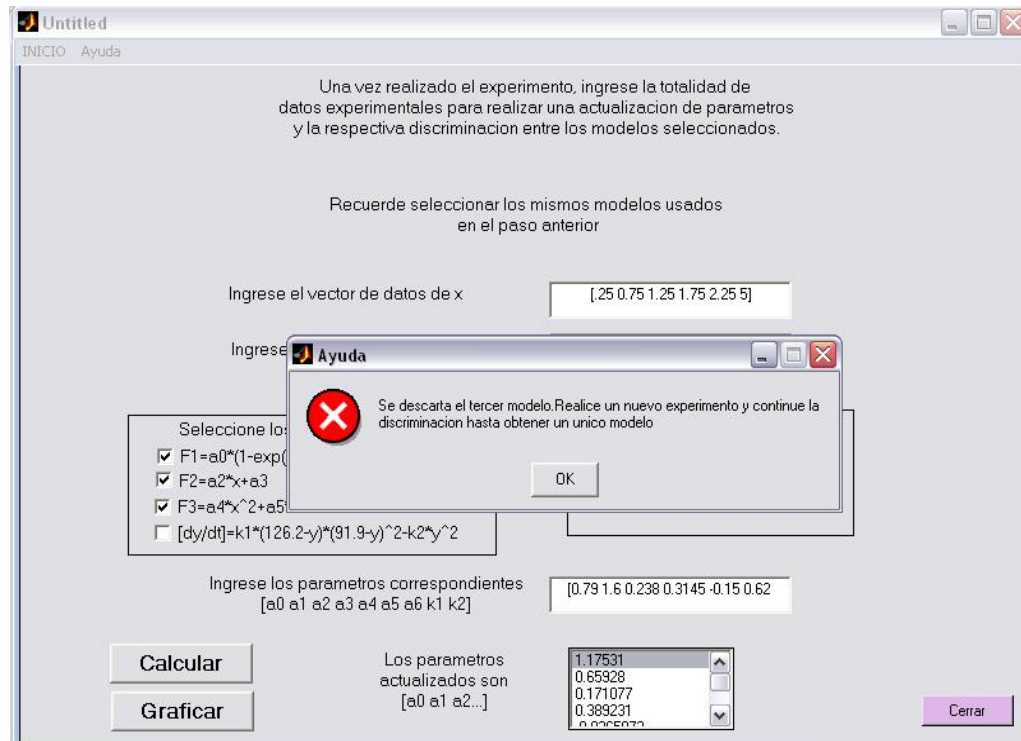 Untitled
INICIO Ayuda
Una vez realizado el experimento, ingrese la totalidad de
datos experimentales para realizar una actualizacion de parametros
y la respectiva discriminacion entre los modelos seleccionados.
Recuerde seleccionar los mismos modelos usados
en el paso anterior
Ingrese el vector de datos de x
[.25 0.75 1.25 1.75 2.25 5]
Ingrese
Ayuda
Se descarta el tercer modelo.Realice un nuevo experimento y continue la
discriminacion hasta obtener un unico modelo
OK
Seleccione los
F1=a0*(1-exp(
F2=a2*x+a3
F3=a4*x^2+a5*
[dy/dt]=k1*(126.2-y)*(91.9-y)^2-k2*y^2
Ingrese los parametros correspondientes
[a0 a1 a2 a3 a4 a5 a6 k1 k2]
[0.79 1.6 0.238 0.3145 -0.15 0.62
Calcular
Graficar
Los parametros
actualizados son
[a0 a1 a2...]
1.17531
0.65928
0.171077
0.389231
Cerrar